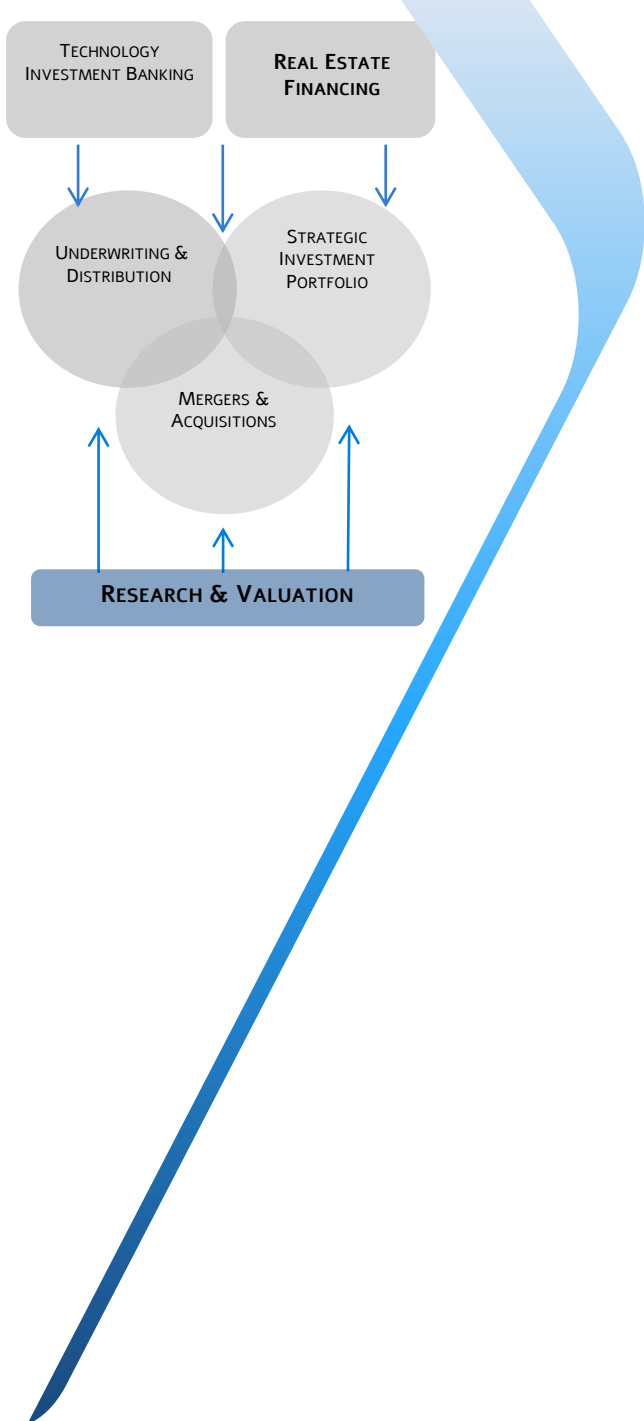 TECHNOLOGY
INVESTMENT BANKING
REAL ESTATE
FINANCING
UNDERWRITING &
DISTRIBUTION
STRATEGIC
INVESTMENT
PORTFOLIO
MERGERS &
ACQUISITIONS
RESEARCH & VALUATION